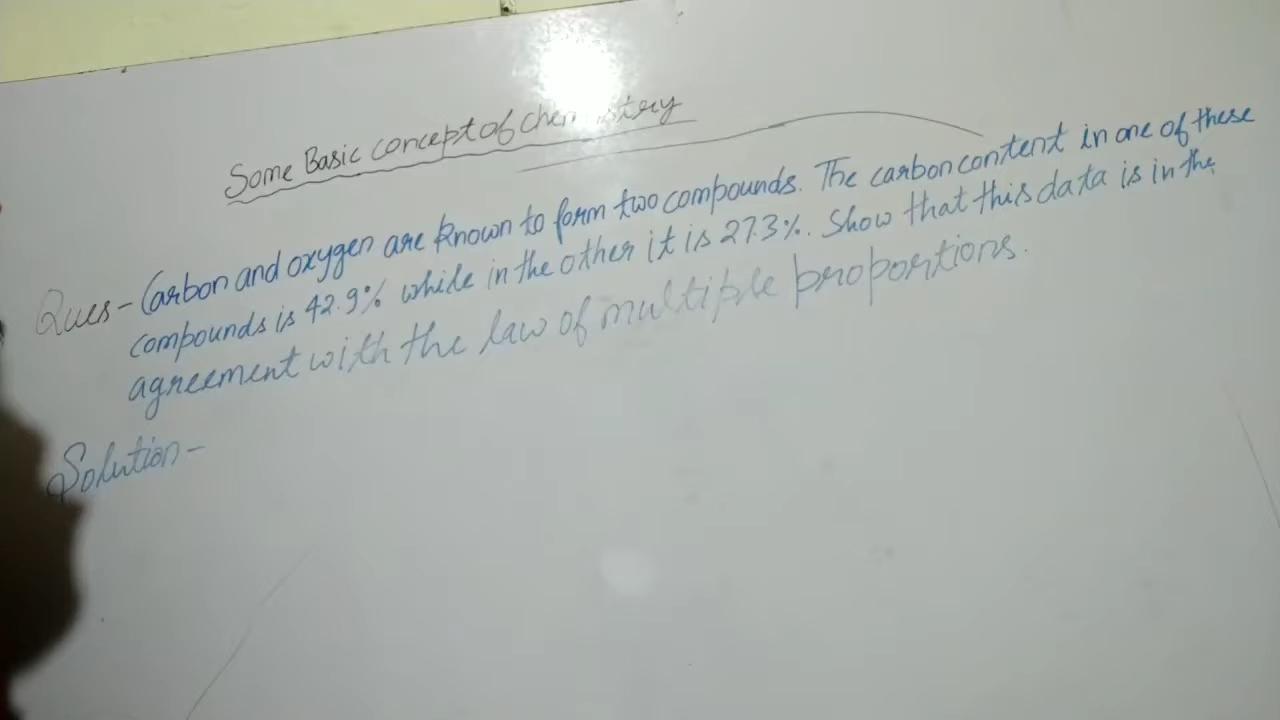 Some Basic concept of chemistry
Ques - Carbon and oxygen are known to form two compounds. The carbon content in one of these
compounds is 42.9% while in the other it is 27.3%. Show that this data is in the
agreement with the law of multiple proportions.
Solution -